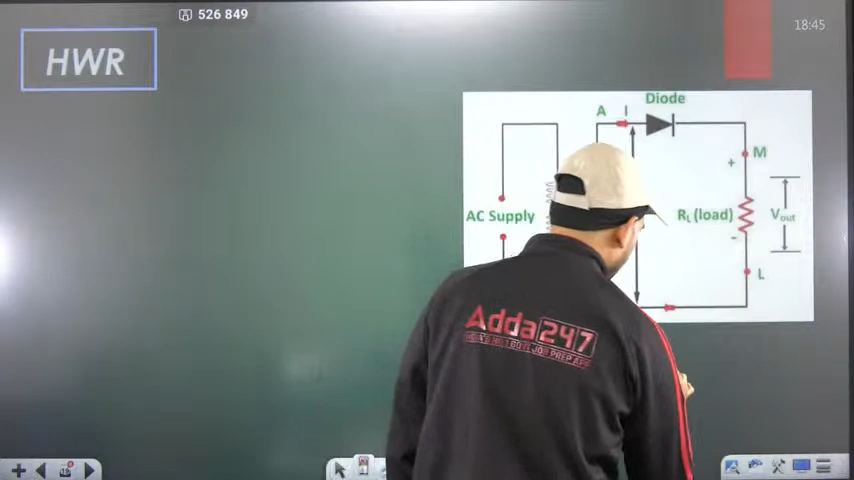 526 849
18:45
HWR
Diode
A I
M
+
AC Supply
RL(load)
Vout
-
L
Adda247